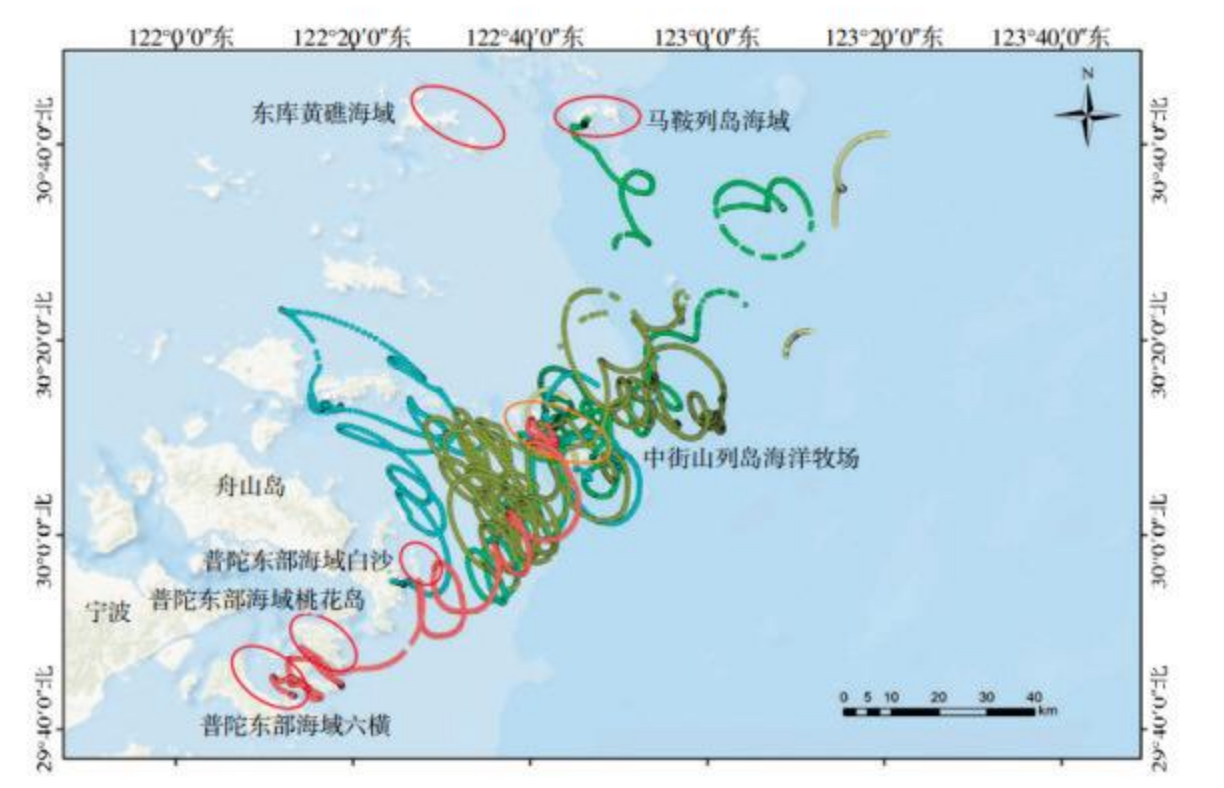 122°0′0″东 122°20′0″东 122°40′0″东 123°0′0″东 123°20′0″东 123°40′0″东
N
东库黄礁海域
马鞍列岛海域
30°40′0″北 30°40′0″北
30°20′0″北 30°20′0″北
中街山列岛海洋牧场
舟山岛
30°0′0″北 30°0′0″北
普陀东部海域白沙
普陀东部海域桃花岛
宁波
0 5 10 20 30 40
km
普陀东部海域六横
29°40′0″北 29°40′0″北